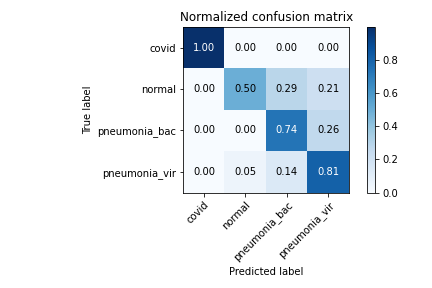 Normalized confusion matrix
True label
covid 1.00 0.00 0.00 0.00
normal 0.00 0.50 0.29 0.21
pneumonia_bac 0.00 0.00 0.74 0.26
pneumonia_vir 0.00 0.05 0.14 0.81
covid normal pneumonia_bac pneumonia_vir
Predicted label
0.8
0.6
0.4
0.2
0.0